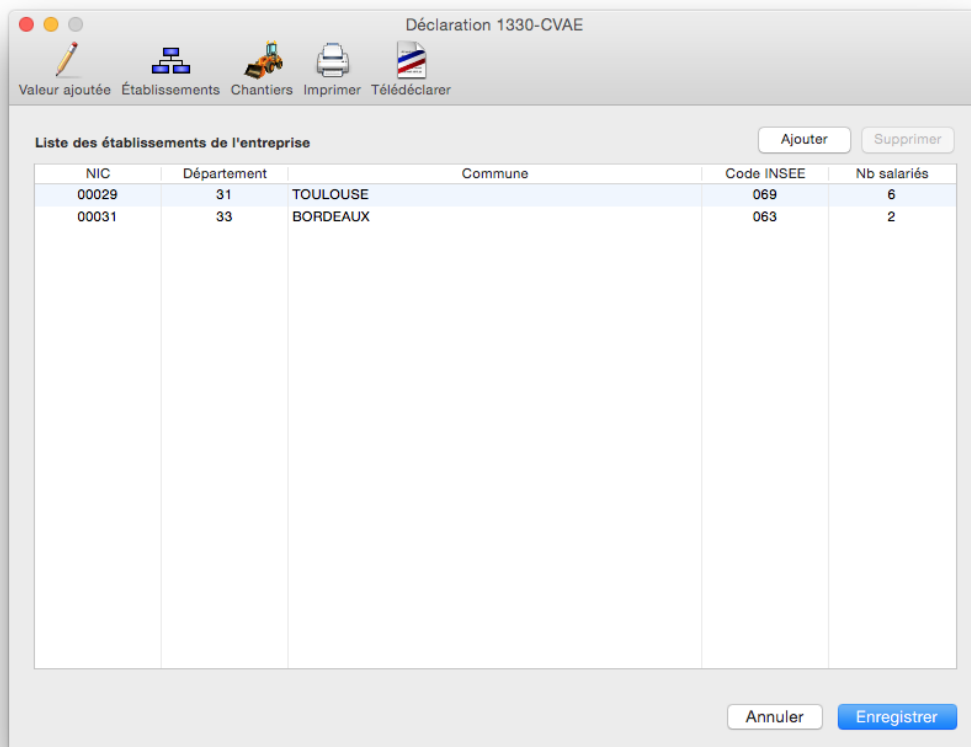 Déclaration 1330-CVAE
Valeur ajoutée Établissements Chantiers Imprimer Télédéclarer
Liste des établissements de l'entreprise Ajouter Supprimer
NIC Département Commune Code INSEE Nb salariés
00029 31 TOULOUSE 069 6
00031 33 BORDEAUX 063 2
Annuler Enregistrer